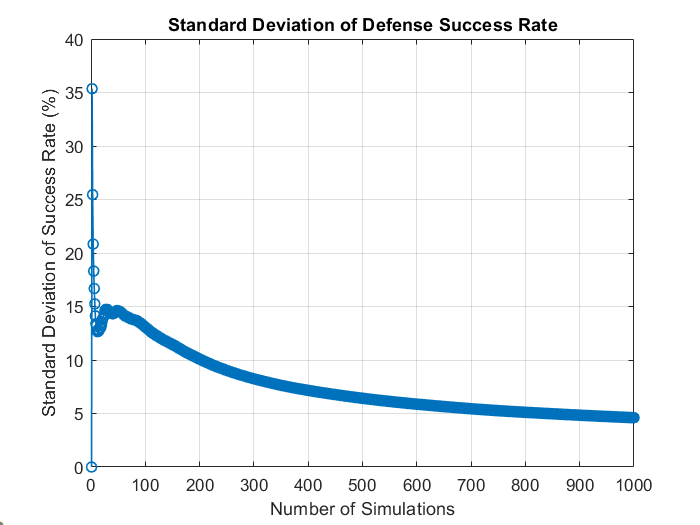 Standard Deviation of Defense Success Rate
Standard Deviation of Success Rate (%)
40
35
30
25
20
15
10
5
0
0 100 200 300 400 500 600 700 800 900 1000
Number of Simulations